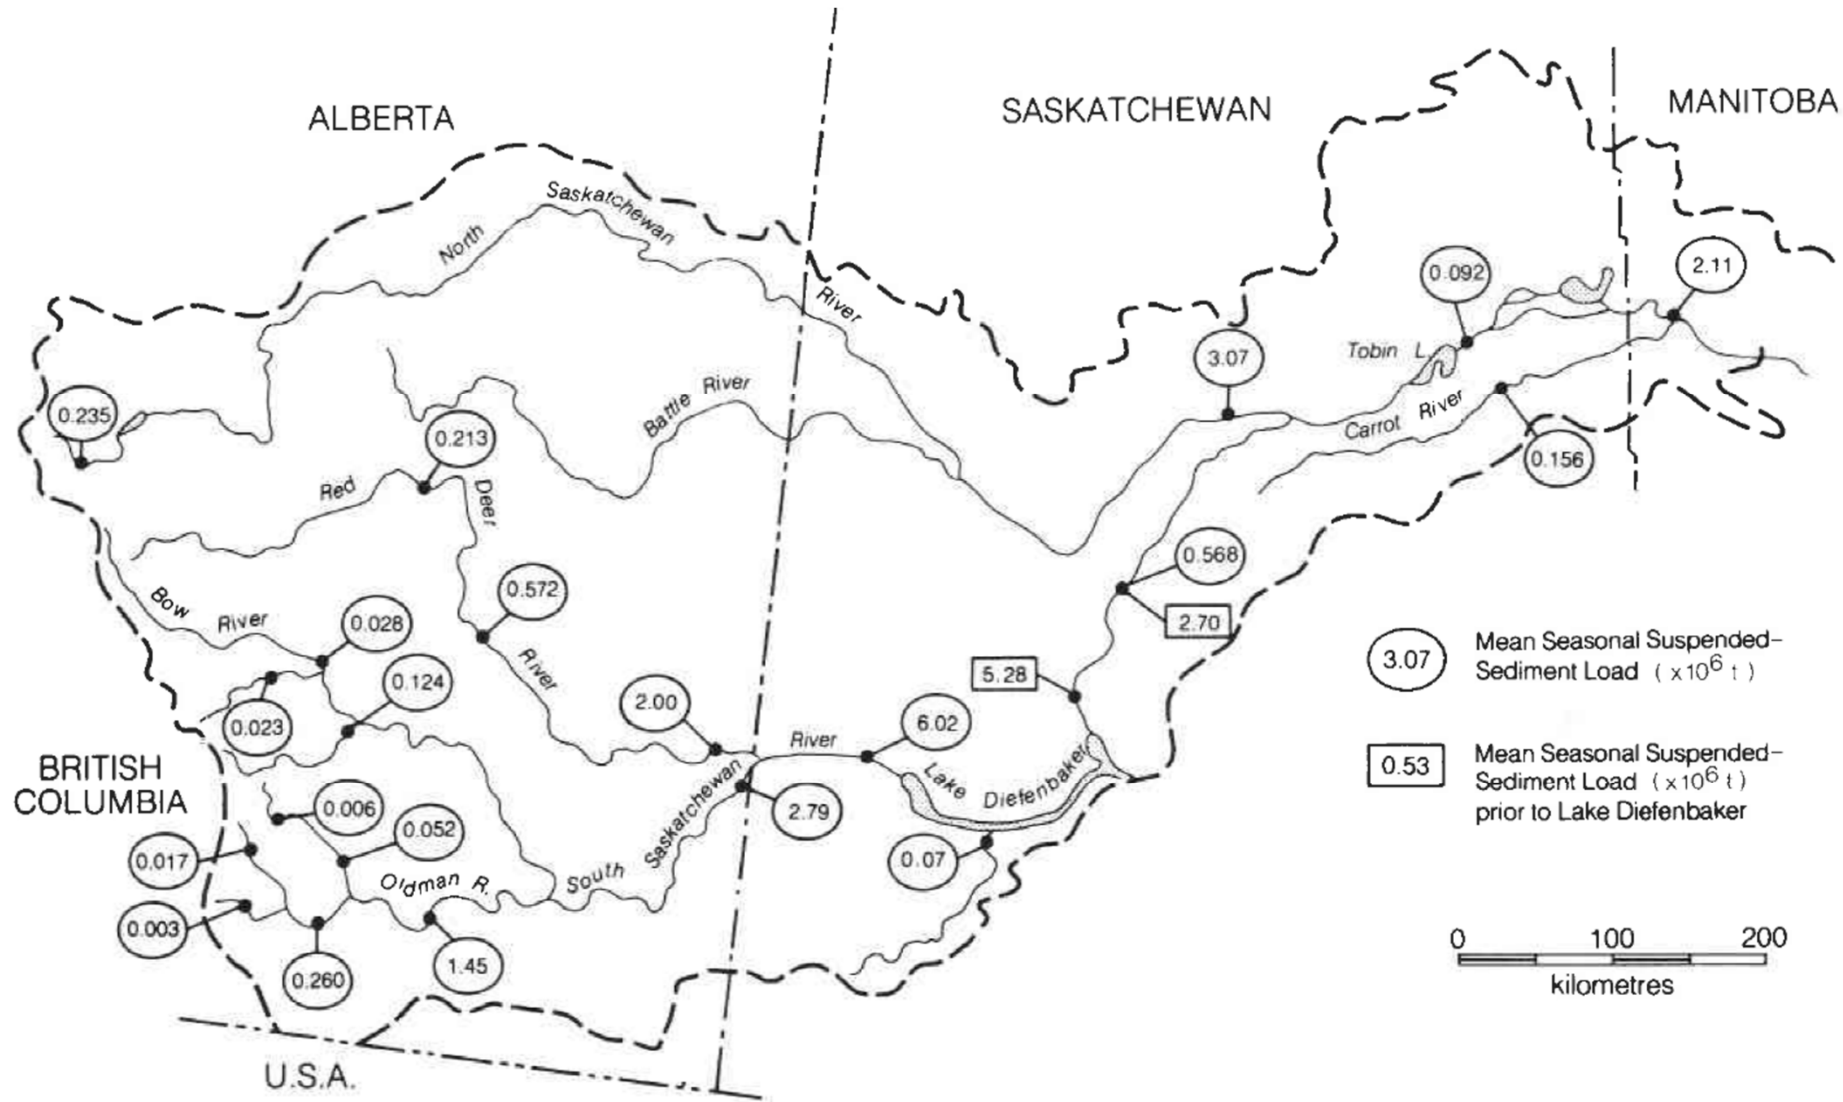 ALBERTA
SASKATCHEWAN
MANITOBA
North
Saskatchewan
River
0.092
2.11
3.07
Tobin L.
Carrot River
0.156
0.235
0.213
Battle River
Red
Deer
River
0.572
0.568
2.70
Bow
River
0.028
0.124
0.023
2.00
5.28
6.02
River
Lake Diefenbaker
2.79
0.07
BRITISH
COLUMBIA
0.006
0.052
0.017
0.003
0.260
Oldman R.
1.45
South Saskatchewan
U.S.A.
3.07
Mean Seasonal Suspended–
Sediment Load (x10⁶ t)
0.53
Mean Seasonal Suspended–
Sediment Load (x10⁶ t)
prior to Lake Diefenbaker
0 100 200
kilometres